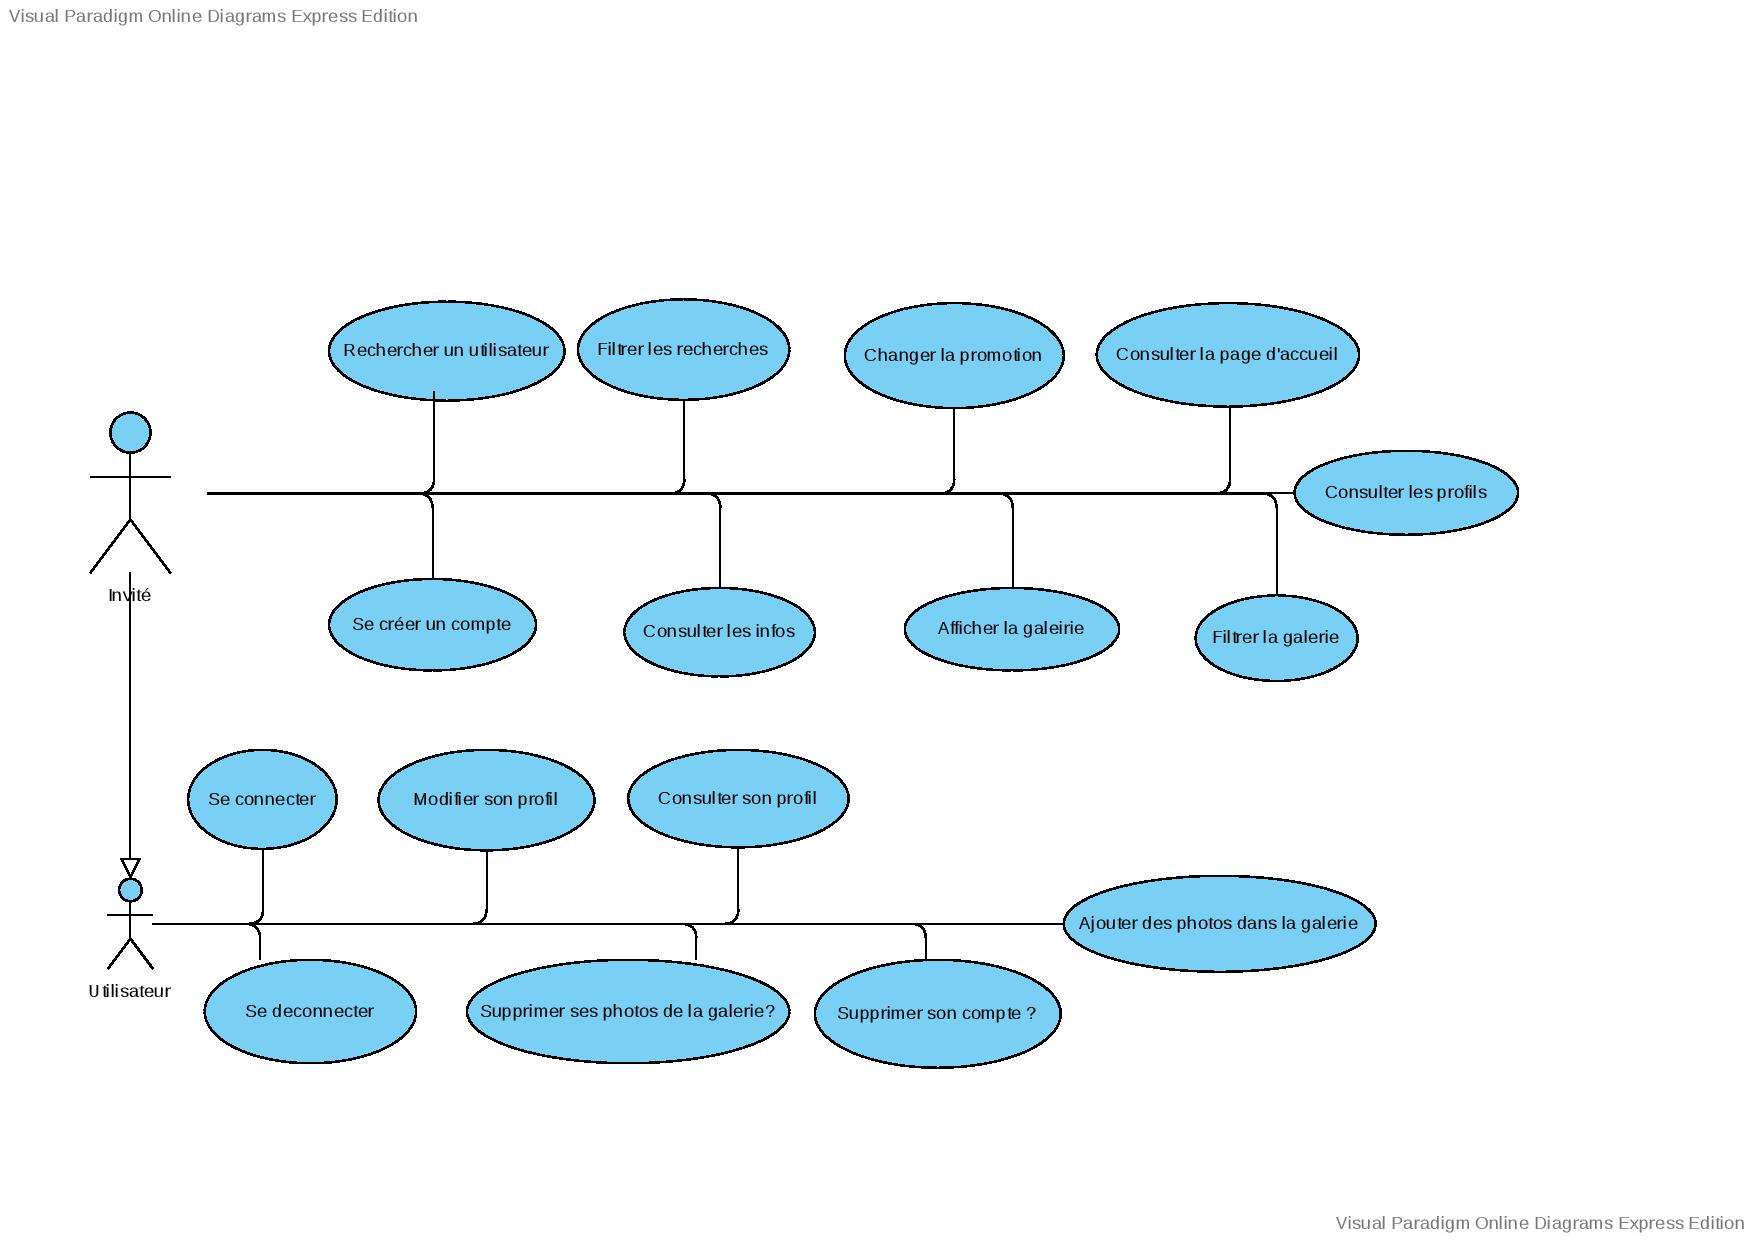 Visual Paradigm Online Diagrams Express Edition
Rechercher un utilisateur
Filtrer les recherches
Changer la promotion
Consulter la page d'accueil
Consulter les profils
Invité
Se créer un compte
Consulter les infos
Afficher la galeirie
Filtrer la galerie
Se connecter
Modifier son profil
Consulter son profil
Ajouter des photos dans la galerie
Utilisateur
Se deconnecter
Supprimer ses photos de la galerie?
Supprimer son compte ?
Visual Paradigm Online Diagrams Express Edition